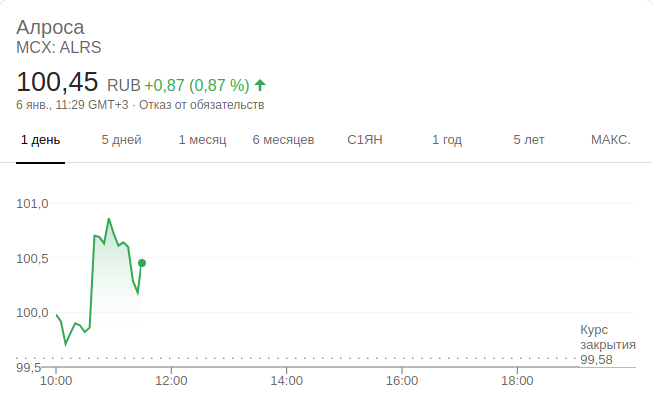 Алроса
MCX: ALRS
100,45 RUB +0,87 (0,87 %)
6 янв., 11:29 GMT+3 · Отказ от обязательств
1 день 5 дней 1 месяц 6 месяцев С1ЯН 1 год 5 лет МАКС.
101,0
100,5
100,0
Курс
закрытия
99,58
99,5
10:00 12:00 14:00 16:00 18:00